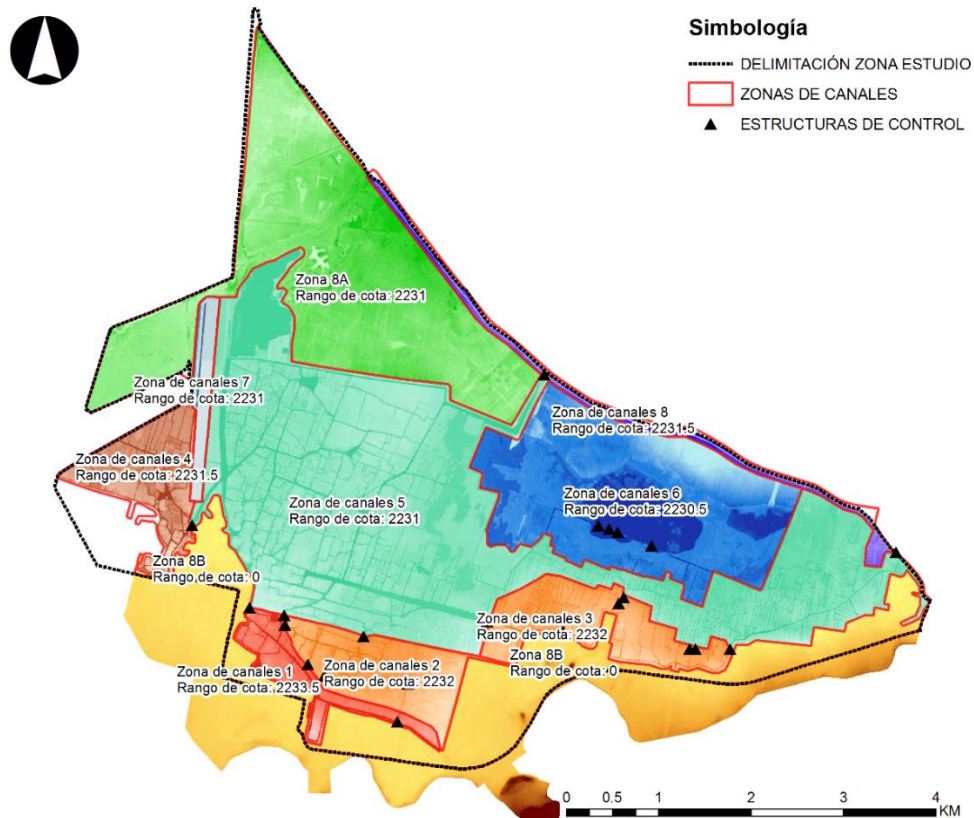 Simbología
DELIMITACIÓN ZONA ESTUDIO
ZONAS DE CANALES
ESTRUCTURAS DE CONTROL
Zona 8A
Rango de cota: 2231
Zona de canales 7
Rango de cota: 2231
Zona de canales 8
Rango de cota: 2231.5
Zona de canales 4
Rango de cota: 2231.5
Zona de canales 6
Rango de cota: 2230.5
Zona de canales 5
Rango de cota: 2231
Zona 8B
Rango de cota: 0
Zona de canales 3
Rango de cota: 2232
Zona 8B
Rango de cota: 0
Zona de canales 1
Rango de cota: 2233.5
Zona de canales 2
Rango de cota: 2232
0 0.5 1 2 3 4
KM